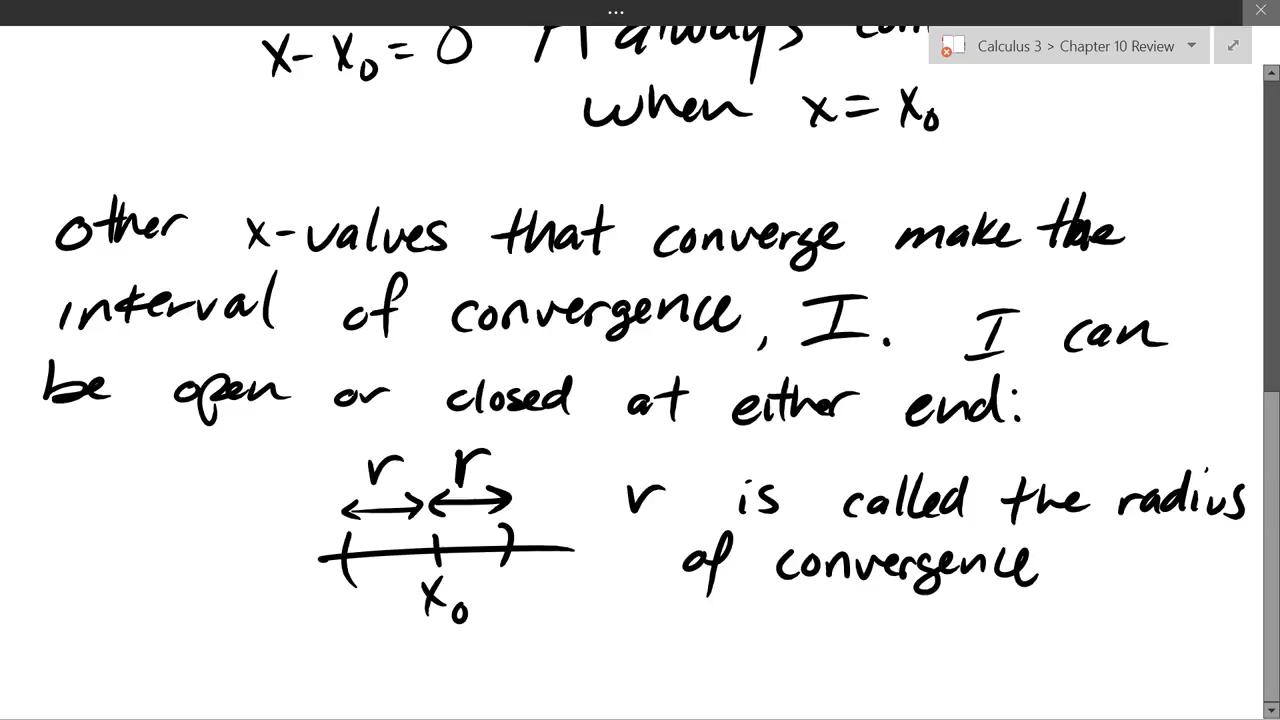 ...
Calculus 3 > Chapter 10 Review
x - x₀ = 0 always
when x = x₀
Other x-values that converge make the
interval of convergence, I. I can
be open or closed at either end:
r r
r is called the radius
of convergence
( )
x₀